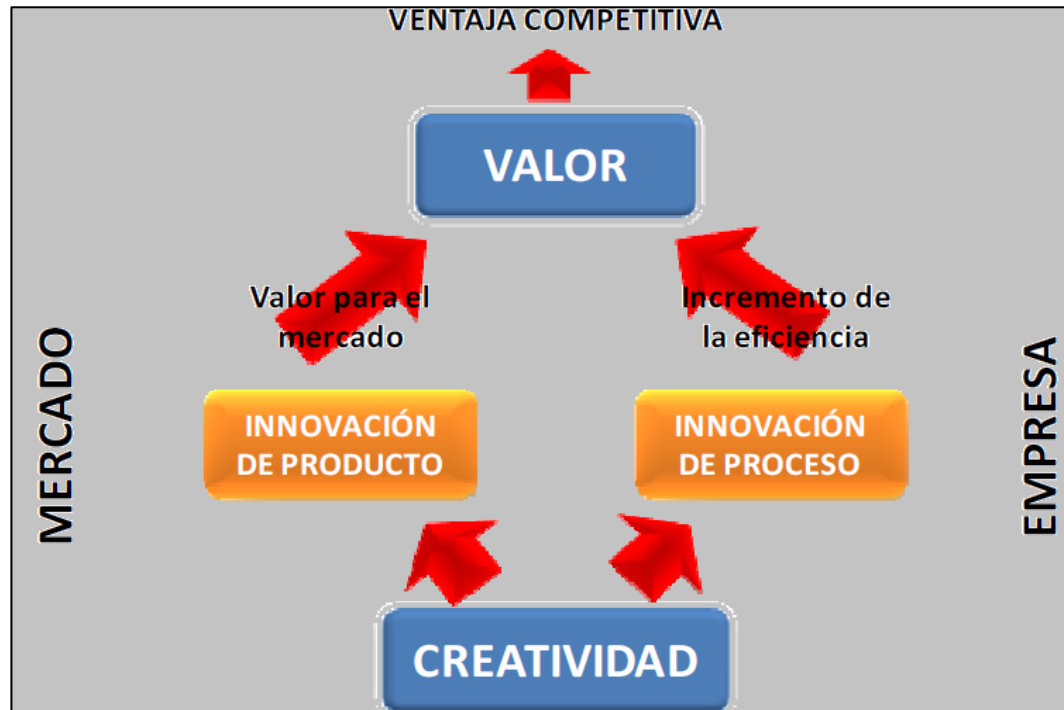 VENTAJA COMPETITIVA
VALOR
Valor para el
mercado
Incremento de
la eficiencia
MERCADO
EMPRESA
INNOVACIÓN
DE PRODUCTO
INNOVACIÓN
DE PROCESO
CREATIVIDAD